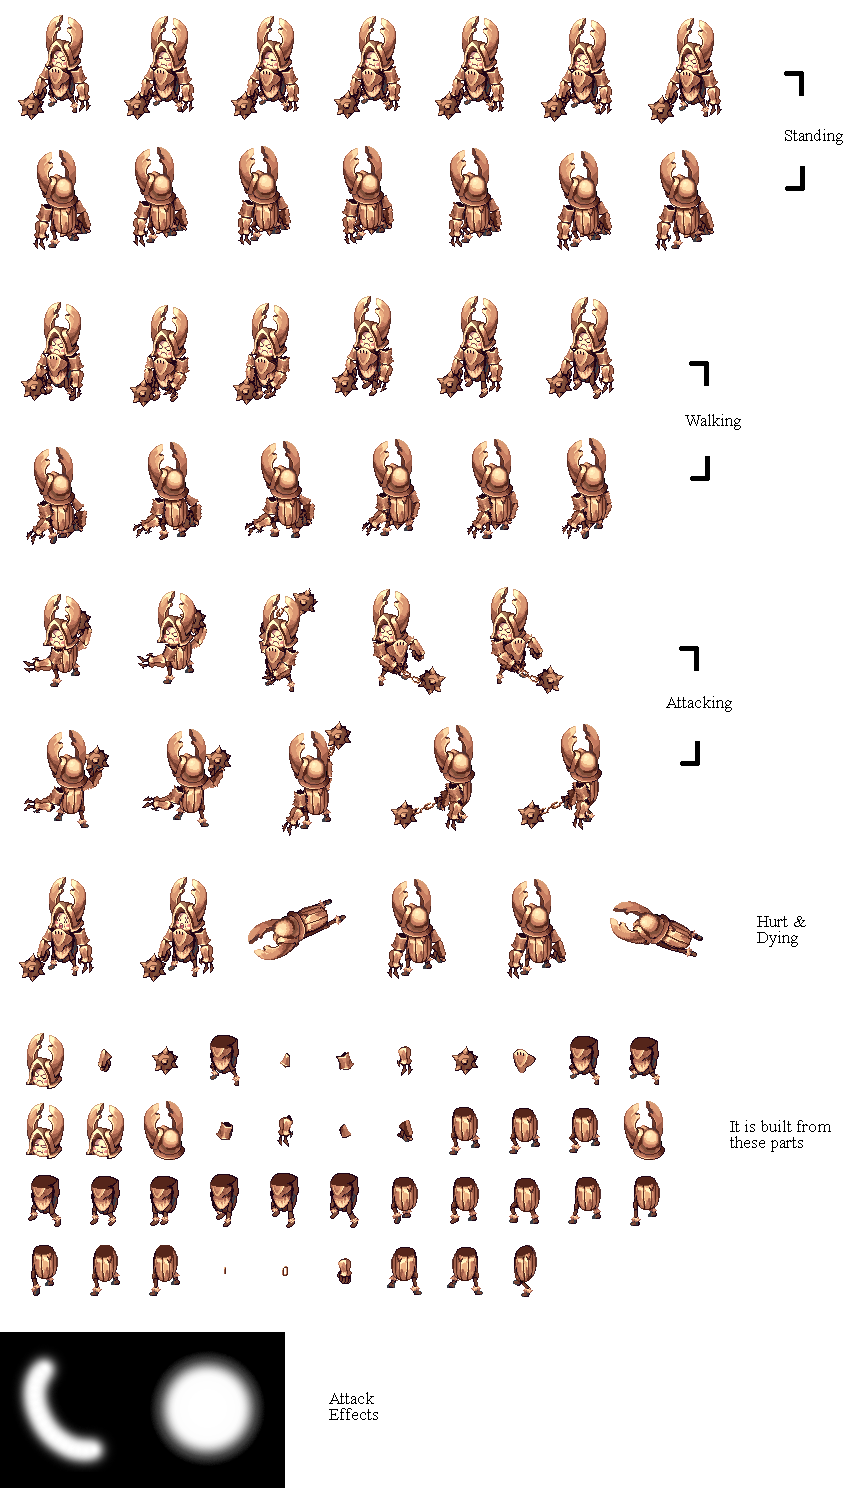 Standing
Walking
Attacking
Hurt &
Dying
It is built from
these parts
Attack
Effects